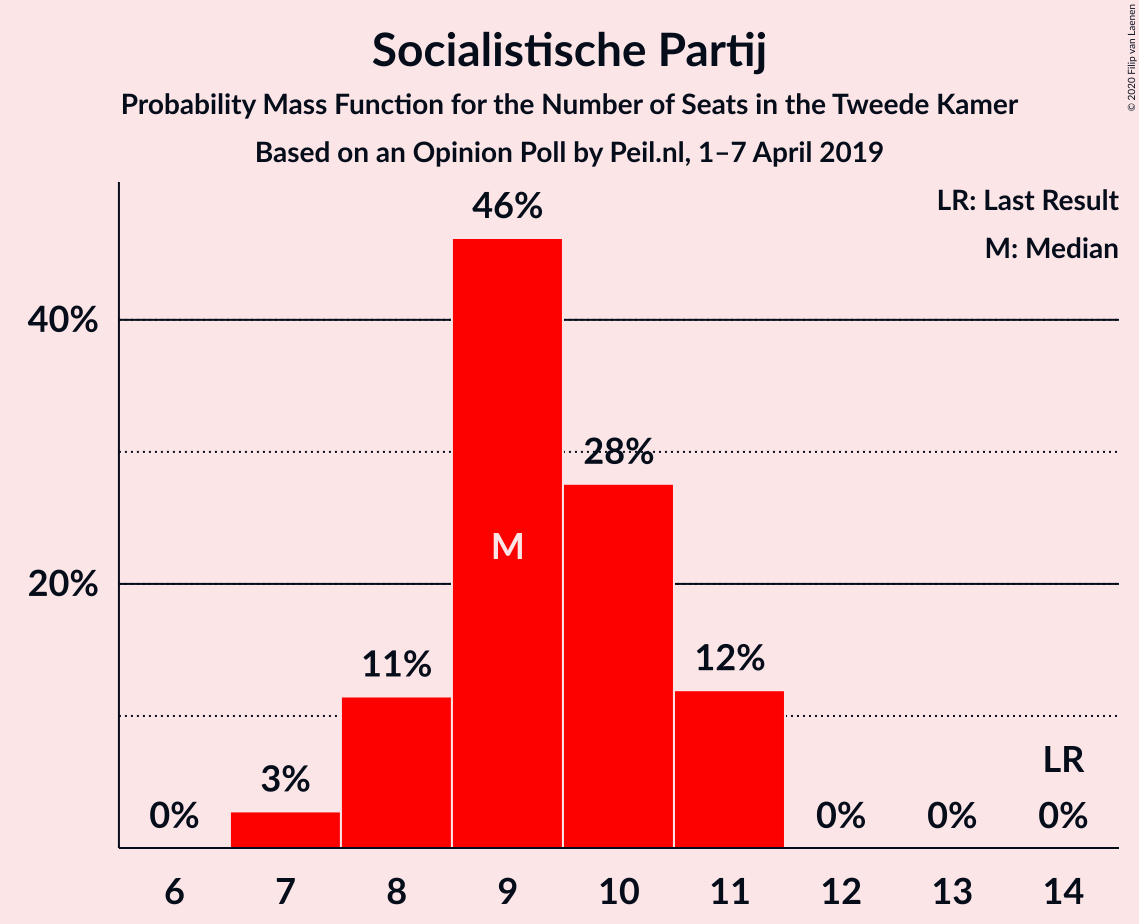 Socialistische Partij
Probability Mass Function for the Number of Seats in the Tweede Kamer
Based on an Opinion Poll by Peil.nl, 1–7 April 2019
© 2020 Filip van Laenen
LR: Last Result
M: Median
46%
40%
28%
M
20%
12%
11%
LR
3%
0%
0%
0%
0%
6 7 8 9 10 11 12 13 14